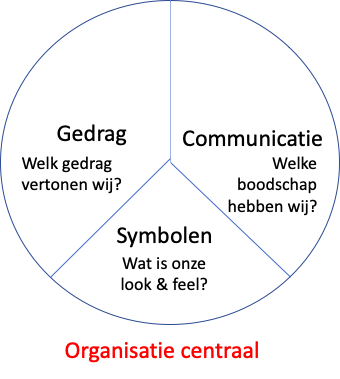 Gedrag
Welk gedrag
vertonen wij?
Communicatie
Welke
boodschap
hebben wij?
Symbolen
Wat is onze
look & feel?
Organisatie centraal